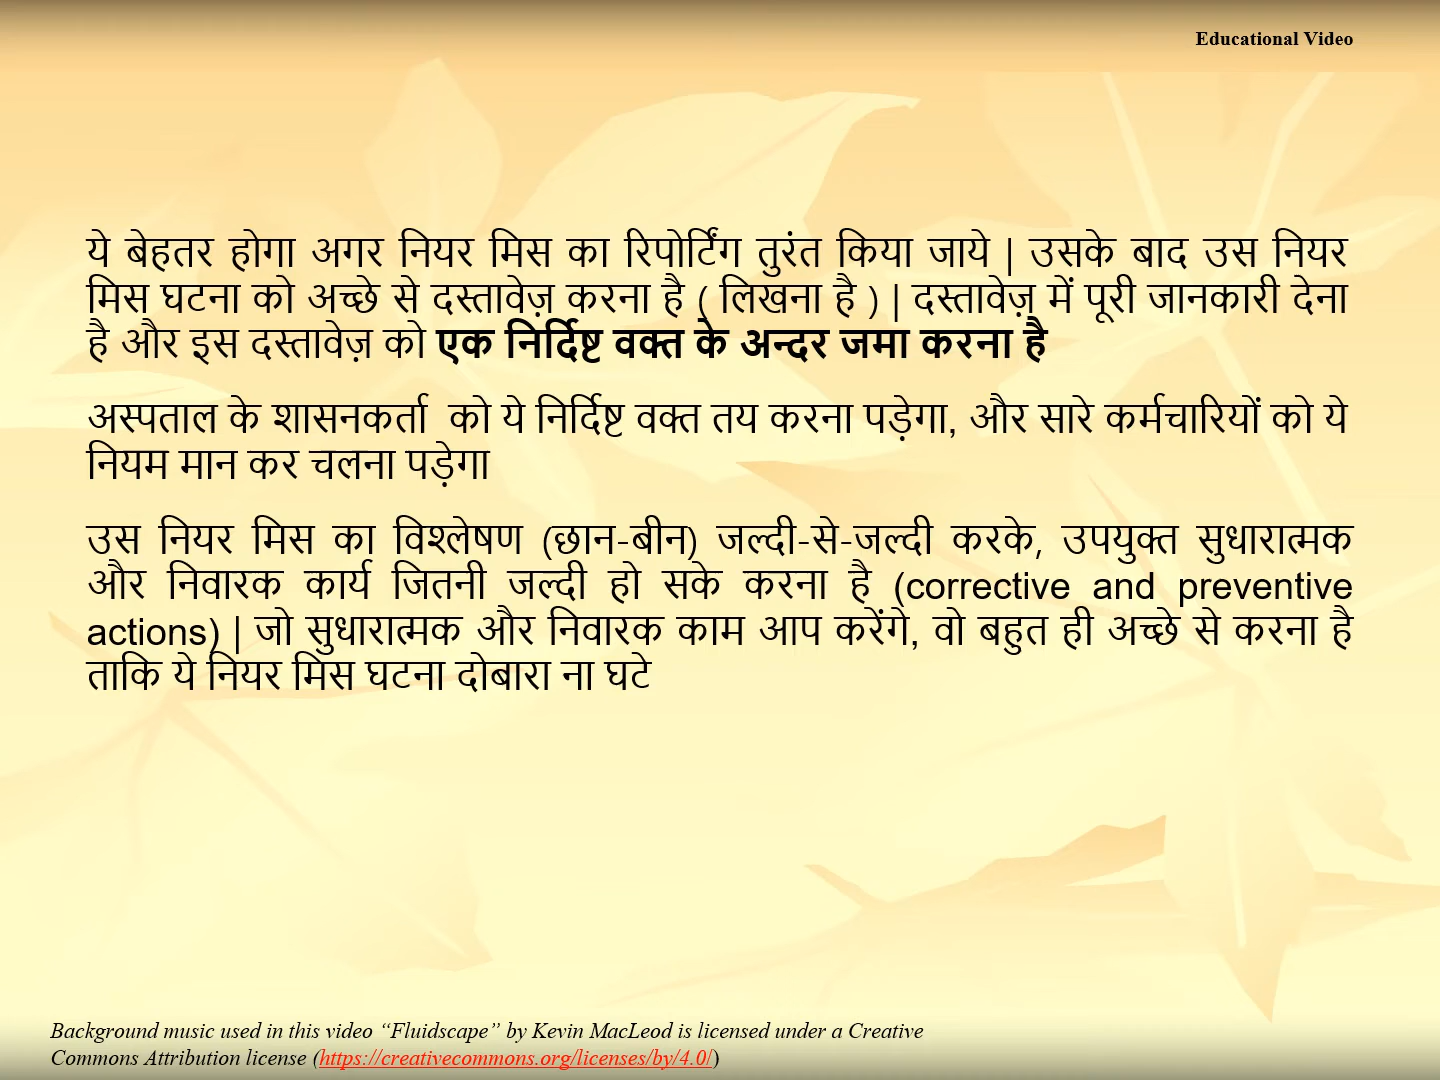 Educational Video
ये बेहतर होगा अगर नियर मिस का रिपोर्टिंग तुरंत किया जाये | उसके बाद उस नियर
मिस घटना को अच्छे से दस्तावेज़ करना है ( लिखना है ) | दस्तावेज़ में पूरी जानकारी देना
है और इस दस्तावेज़ को एक निर्दिष्ट वक्त के अन्दर जमा करना है
अस्पताल के शासनकर्ता को ये निर्दिष्ट वक्त तय करना पड़ेगा, और सारे कर्मचारियों को ये
नियम मान कर चलना पड़ेगा
उस नियर मिस का विश्लेषण (छान-बीन) जल्दी-से-जल्दी करके, उपयुक्त सुधारात्मक
और निवारक कार्य जितनी जल्दी हो सके करना है (corrective and preventive
actions) | जो सुधारात्मक और निवारक काम आप करेंगे, वो बहुत ही अच्छे से करना है
ताकि ये नियर मिस घटना दोबारा ना घटे
Background music used in this video “Fluidscape” by Kevin MacLeod is licensed under a Creative
Commons Attribution license (https://creativecommons.org/licenses/by/4.0/)